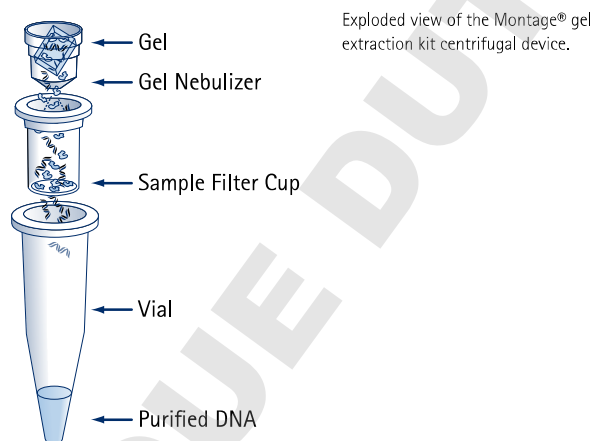 Exploded view of the Montage® gel
extraction kit centrifugal device.
Gel
Gel Nebulizer
Sample Filter Cup
Vial
Purified DNA